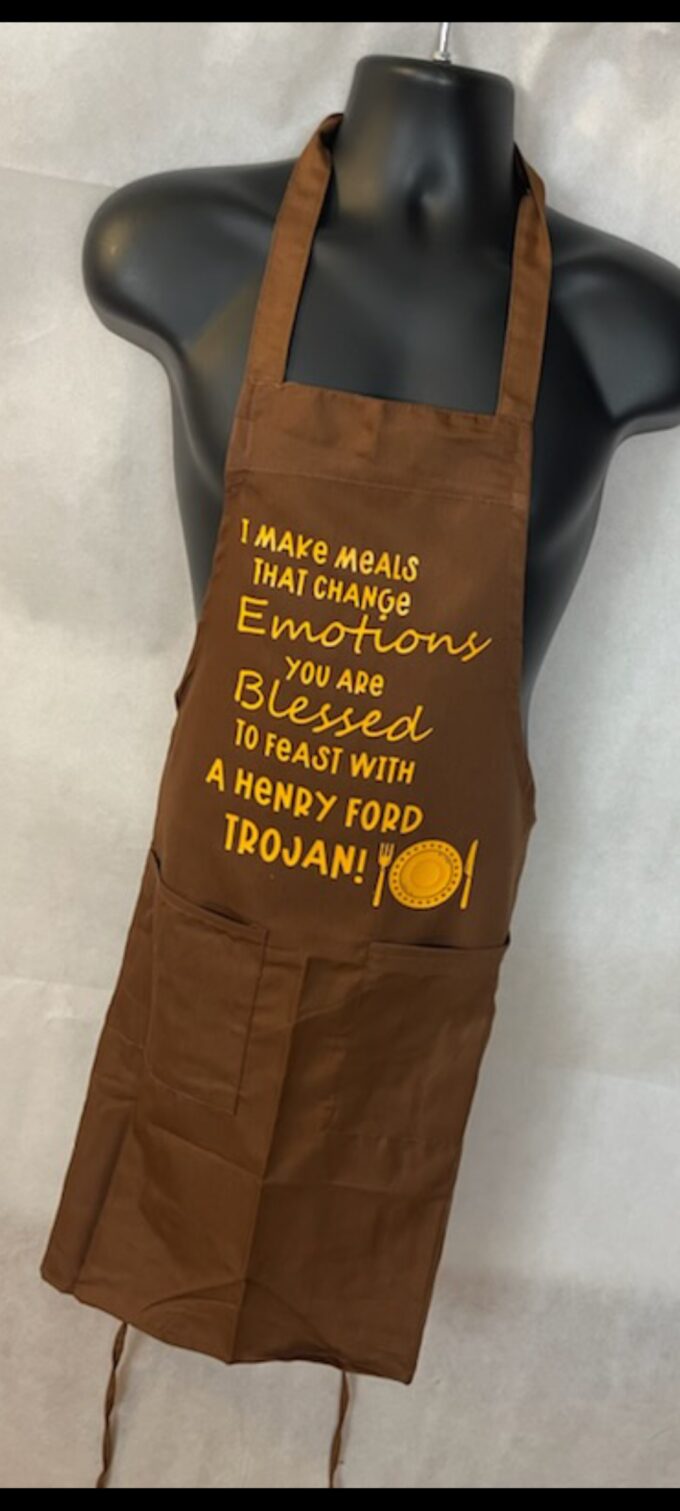 I MAKe MeALS
THAT CHANGe
Emotions
YOU ARe
Blessed
TO FeAST WITH
A HeNRY FORD
TROJAN!